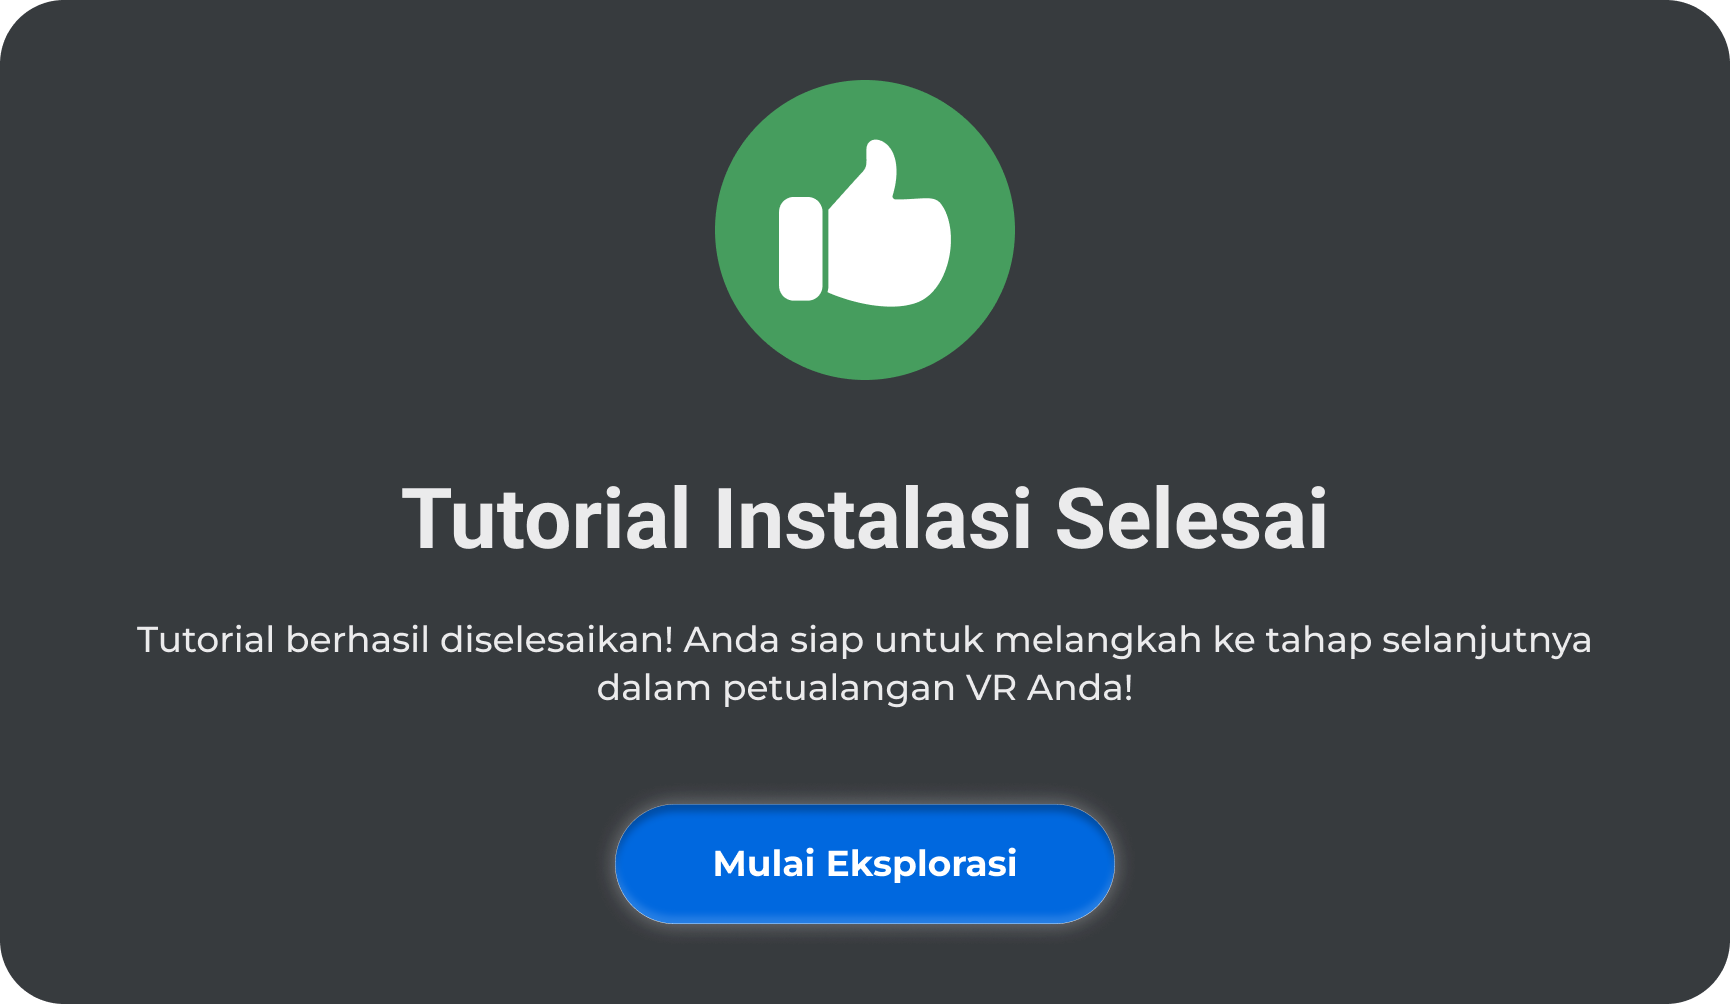 Tutorial Instalasi Selesai
Tutorial berhasil diselesaikan! Anda siap untuk melangkah ke tahap selanjutnya
dalam petualangan VR Anda!
Mulai Eksplorasi